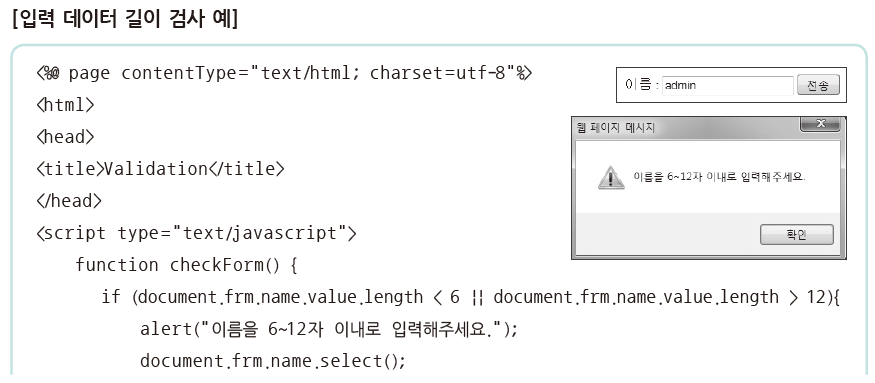 [입력 데이터 길이 검사 예]
<%@ page contentType="text/html; charset=utf-8"%>
<html>
<head>
<title>Validation</title>
</head>
<script type="text/javascript">
function checkForm() {
if (document.frm.name.value.length < 6 || document.frm.name.value.length > 12){
alert("이름을 6~12자 이내로 입력해주세요.");
document.frm.name.select();
이름 : admin 전송
웹 페이지 메시지
이름을 6~12자 이내로 입력해주세요.
확인